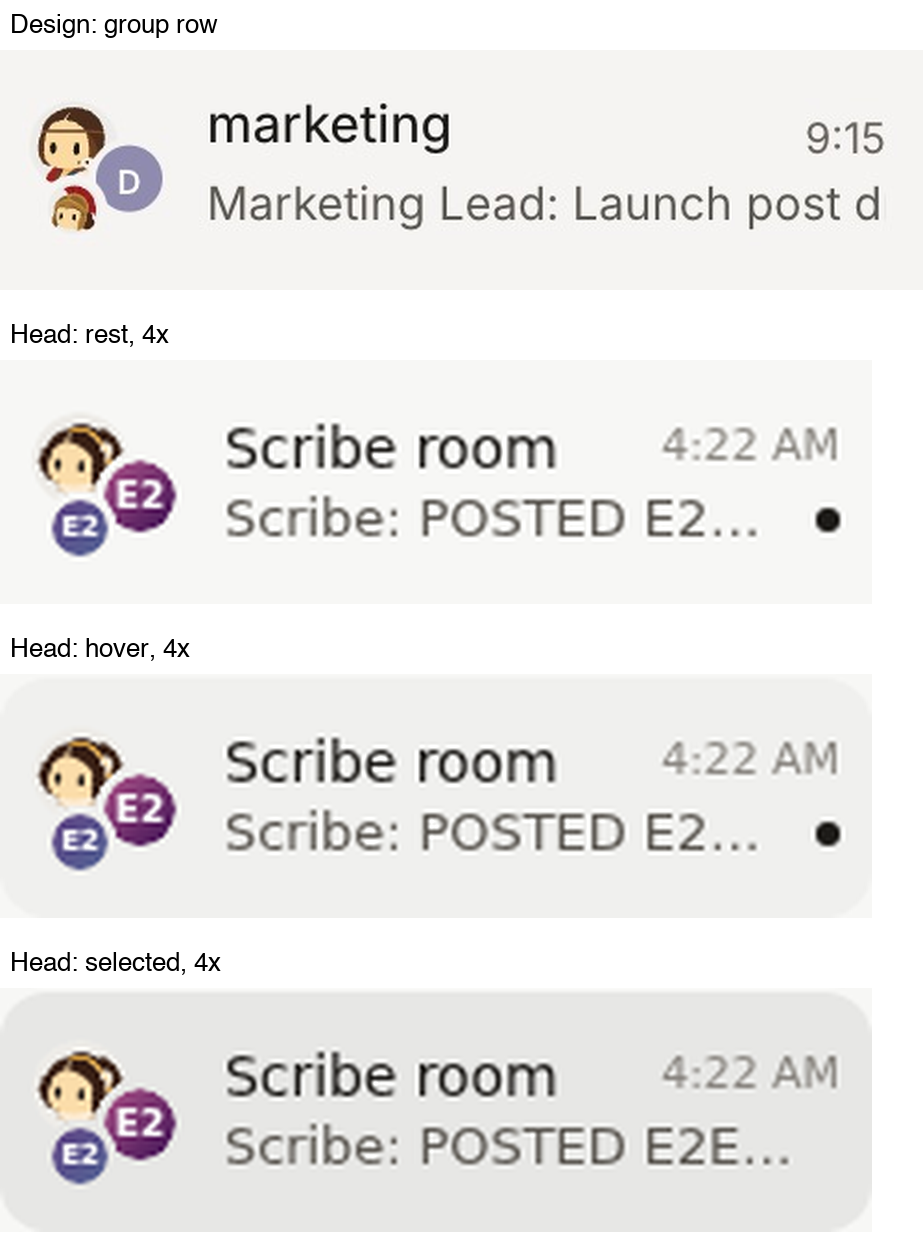 Design: group row
marketing
9:15
D
Marketing Lead: Launch post d
Head: rest, 4x
Scribe room
4:22 AM
E2
E2
Scribe: POSTED E2...
Head: hover, 4x
Scribe room
4:22 AM
E2
E2
Scribe: POSTED E2...
Head: selected, 4x
Scribe room
4:22 AM
E2
E2
Scribe: POSTED E2E...